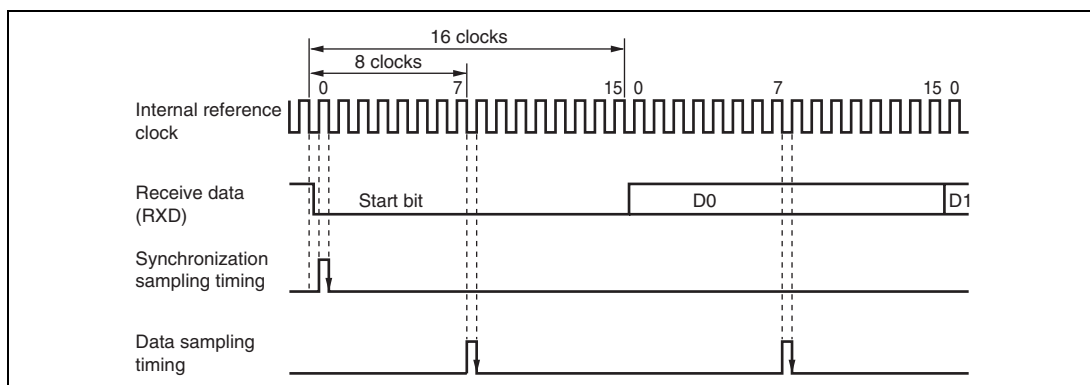 16 clocks
8 clocks
0 7 15 0 7 15 0
Internal reference
clock
Receive data
(RXD)
Start bit D0 D1
Synchronization
sampling timing
Data sampling
timing